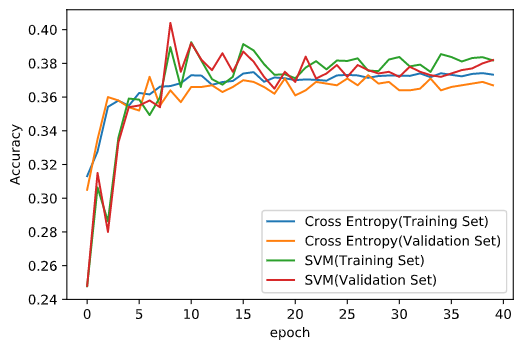 0.40
0.38
0.36
0.34
0.32
0.30
0.28
0.26
0.24
Accuracy
Cross Entropy(Training Set)
Cross Entropy(Validation Set)
SVM(Training Set)
SVM(Validation Set)
0 5 10 15 20 25 30 35 40
epoch